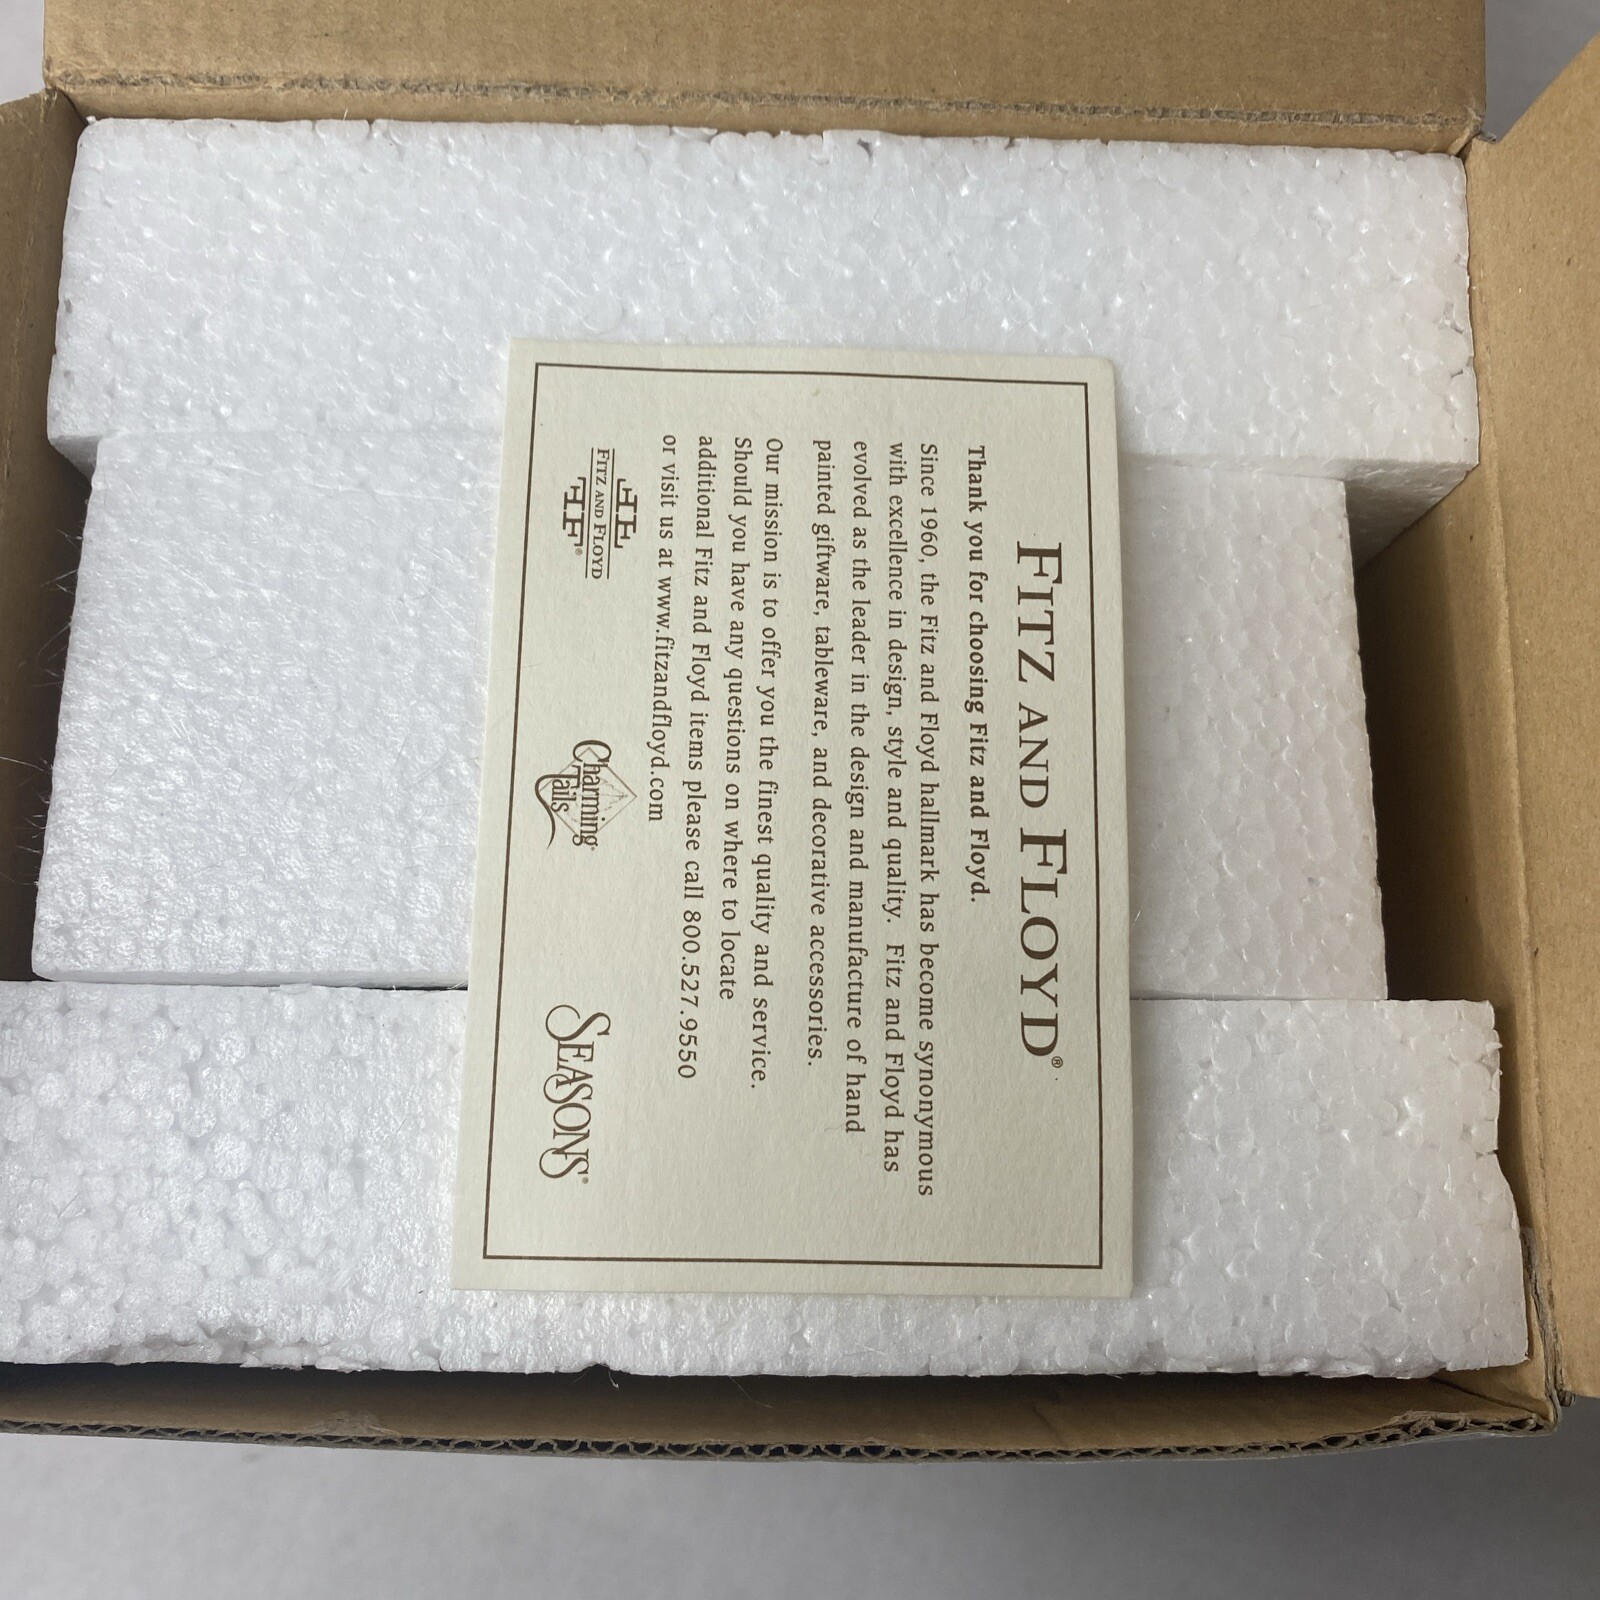 FITZ AND FLOYD®
Thank you for choosing Fitz and Floyd.
Since 1960, the Fitz and Floyd hallmark has become synonymous
with excellence in design, style and quality. Fitz and Floyd has
evolved as the leader in the design and manufacture of hand
painted giftware, tableware, and decorative accessories.
Our mission is to offer you the finest quality and service.
Should you have any questions on where to locate
additional Fitz and Floyd items please call 800.527.9550
or visit us at www.fitzandfloyd.com
FF
FITZ AND FLOYD
FF®
Charming
Tails®
SEASONS®